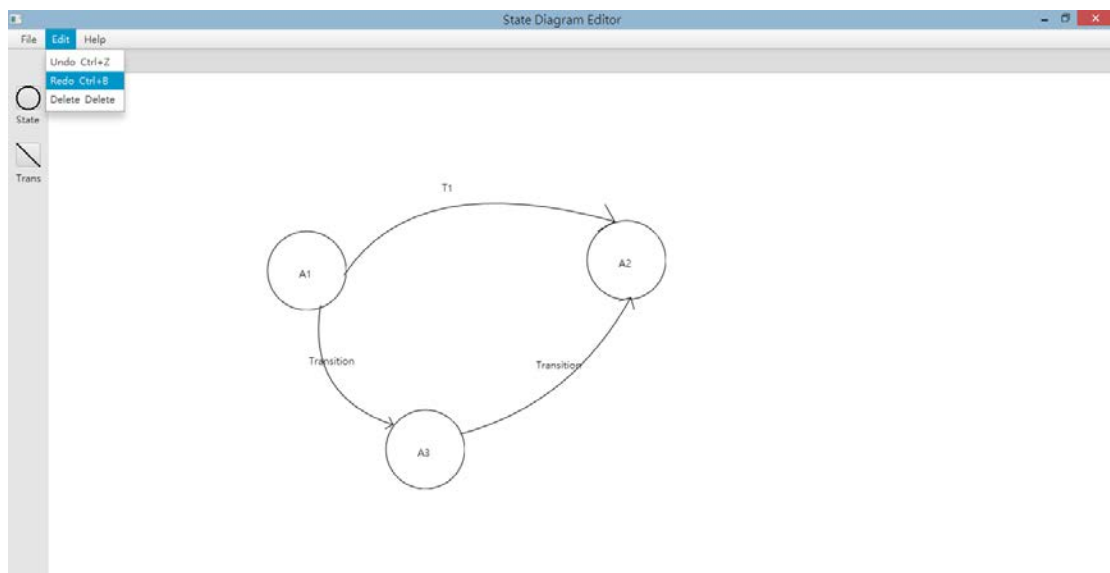 State Diagram Editor
File Edit Help
Undo Ctrl+Z
Redo Ctrl+B
Delete Delete
State
Trans
T1
A1
A2
Transition
Transition
A3